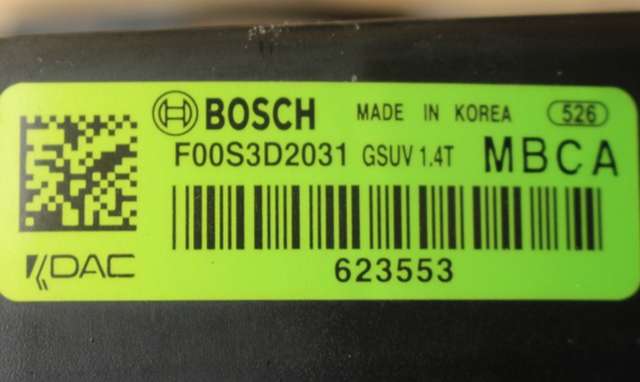 BOSCH MADE IN KOREA 526
F00S3D2031 GSUV 1.4T MBCA
623553
DAC